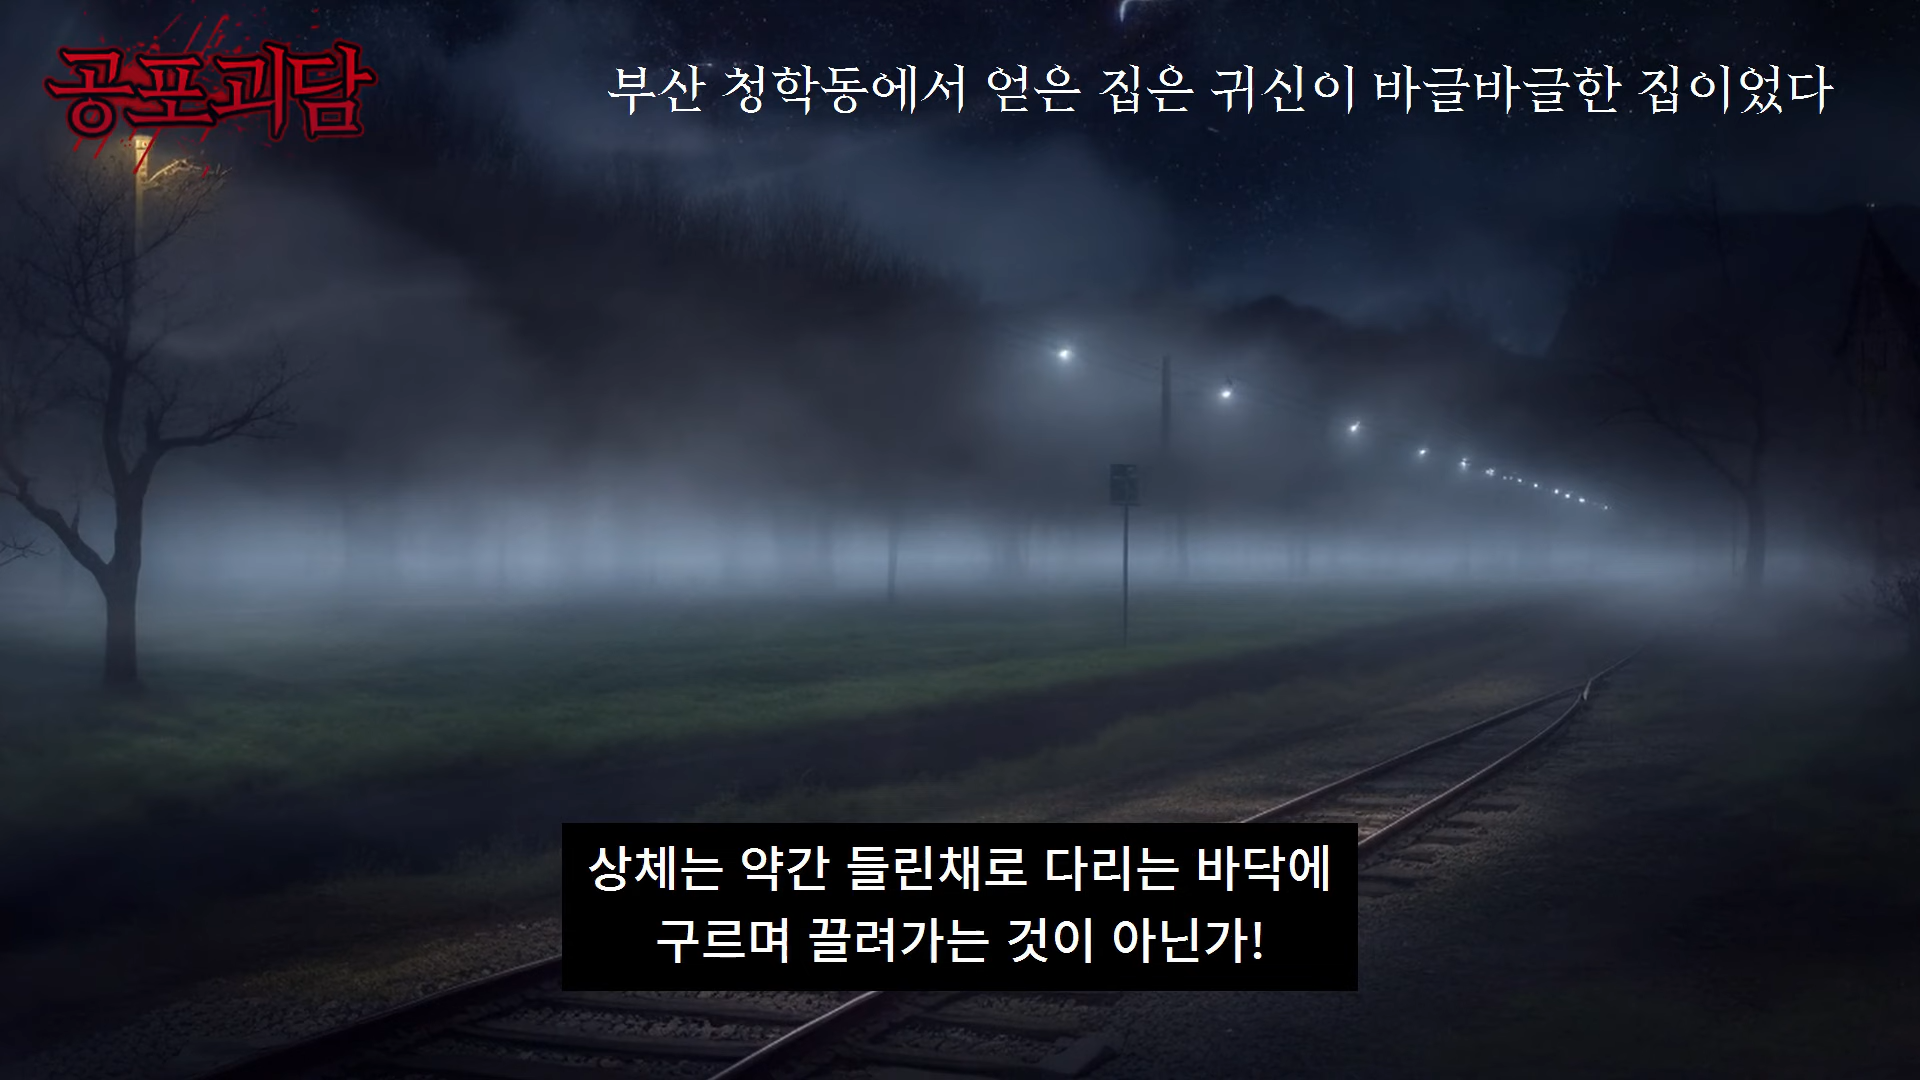 공포괴담
부산 청학동에서 얻은 집은 귀신이 바글바글한 집이었다
상체는 약간 들린채로 다리는 바닥에
구르며 끌려가는 것이 아닌가!